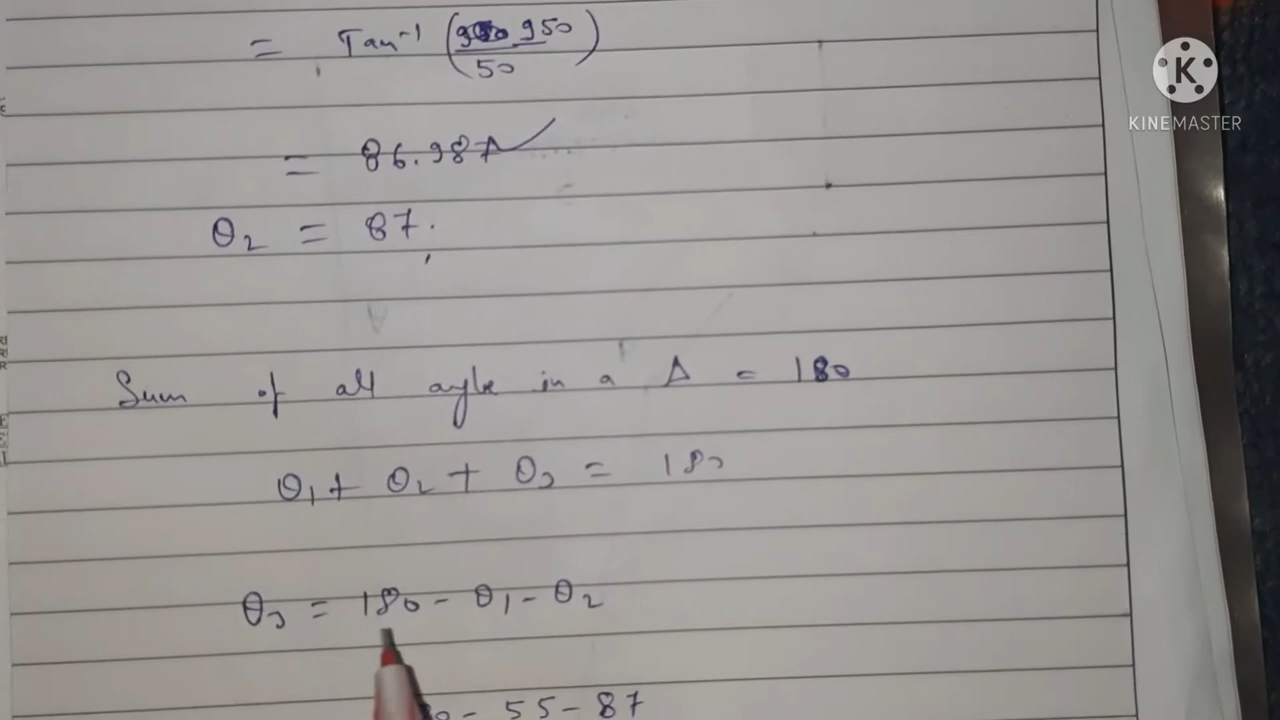 = Tan⁻¹ (950/50)
K
KINEMASTER
= 86.987
θ₂ = 87.
Sum of all angle in a Δ = 180
θ₁ + θ₂ + θ₃ = 180
θ₃ = 180 - θ₁ - θ₂
- 55 - 87